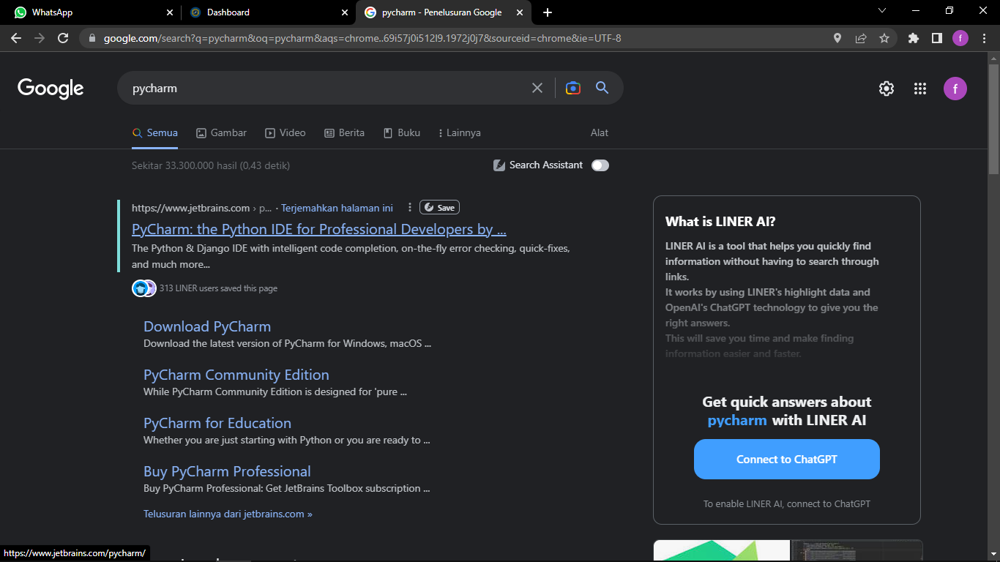 WhatsApp
Dashboard
pycharm - Penelusuran Google
google.com/search?q=pycharm&oq=pycharm&aqs=chrome..69i57j0i512l9.1972j0j7&sourceid=chrome&ie=UTF-8
f
Google
pycharm
f
Semua
Gambar
Video
Berita
Buku
Lainnya
Alat
Sekitar 33.300.000 hasil (0,43 detik)
Search Assistant
https://www.jetbrains.com › p... · Terjemahkan halaman ini
Save
PyCharm: the Python IDE for Professional Developers by ...
The Python & Django IDE with intelligent code completion, on-the-fly error checking, quick-fixes,
and much more...
313 LINER users saved this page
Download PyCharm
Download the latest version of PyCharm for Windows, macOS ...
PyCharm Community Edition
While PyCharm Community Edition is designed for 'pure ...
PyCharm for Education
Whether you are just starting with Python or you are ready to ...
Buy PyCharm Professional
Buy PyCharm Professional: Get JetBrains Toolbox subscription ...
Telusuran lainnya dari jetbrains.com »
What is LINER AI?
LINER AI is a tool that helps you quickly find
information without having to search through
links.
It works by using LINER's highlight data and
OpenAI's ChatGPT technology to give you the
right answers.
This will save you time and make finding
information easier and faster.
Get quick answers about
pycharm with LINER AI
Connect to ChatGPT
To enable LINER AI, connect to ChatGPT
https://www.jetbrains.com/pycharm/